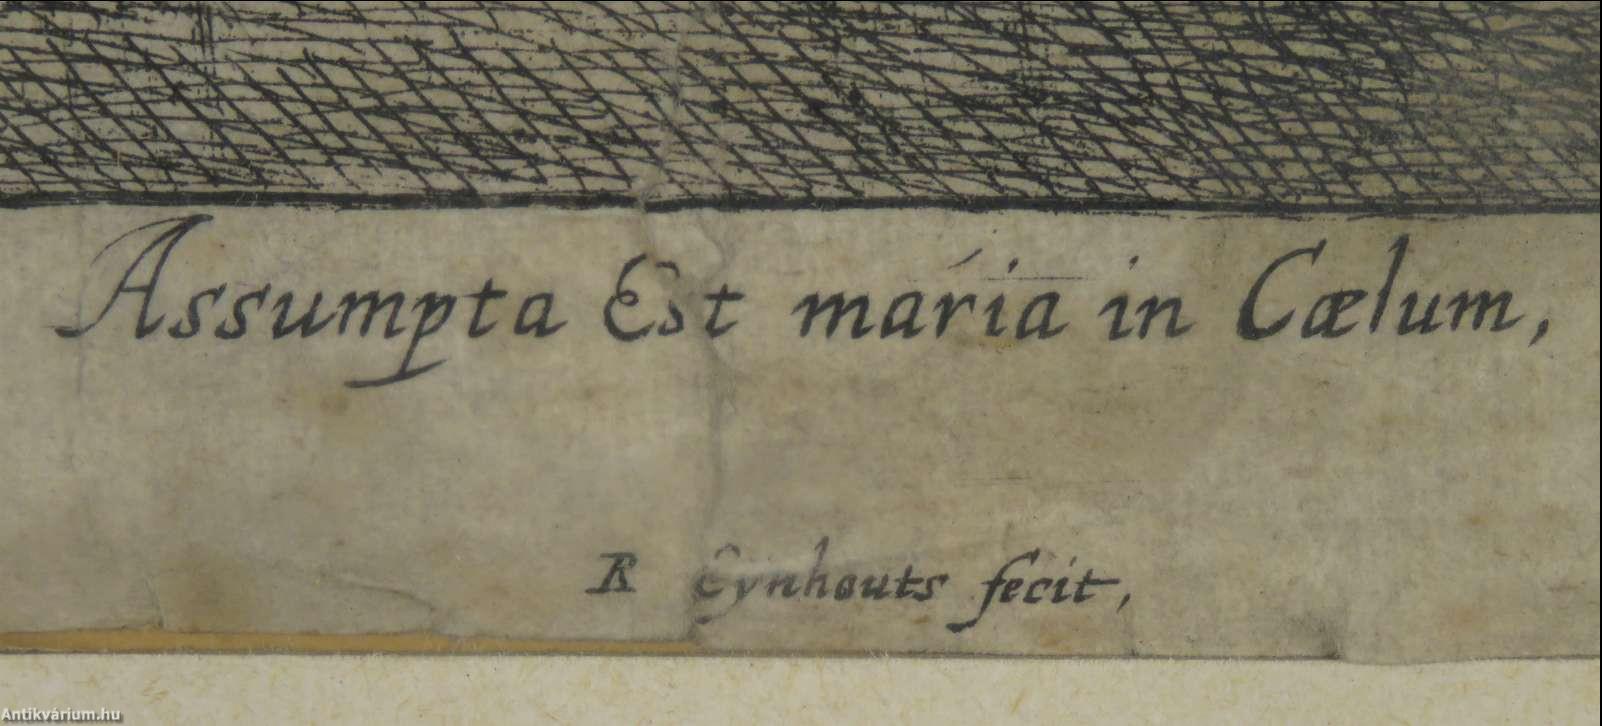 Assumpta Est maria in Cælum,
R Eynhouts fecit,
Antikvárium.hu